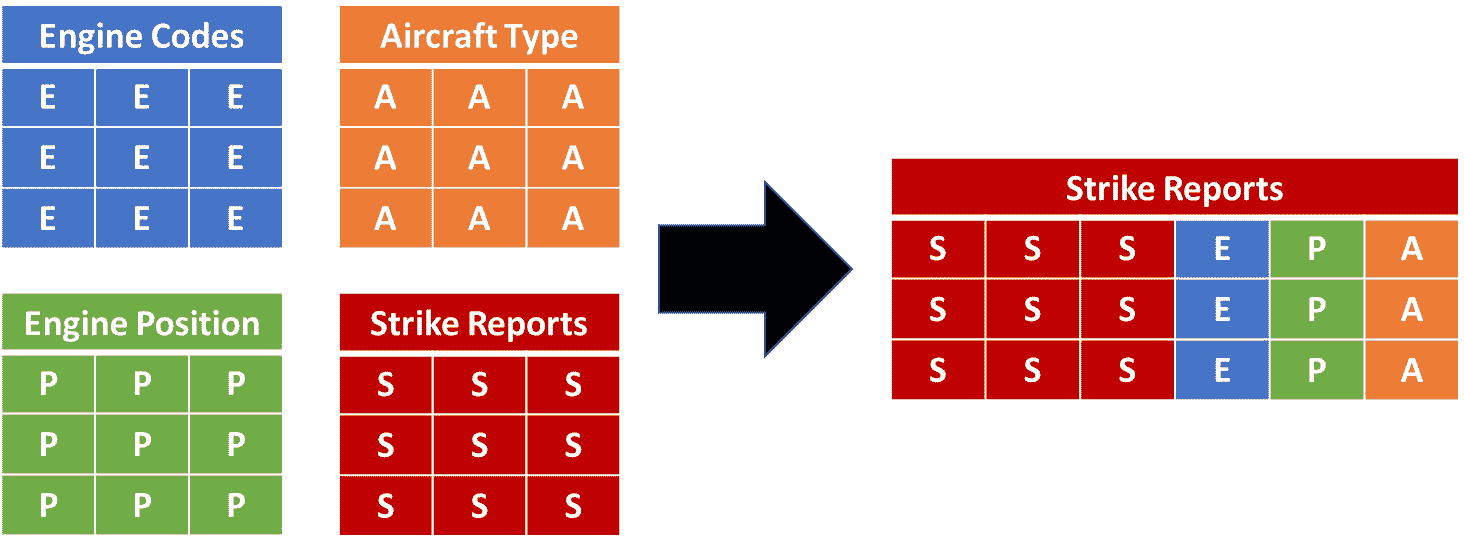 Engine Codes
E E E
E E E
E E E
Aircraft Type
A A A
A A A
A A A
Engine Position
P P P
P P P
P P P
Strike Reports
S S S
S S S
S S S
Strike Reports
S S S E P A
S S S E P A
S S S E P A